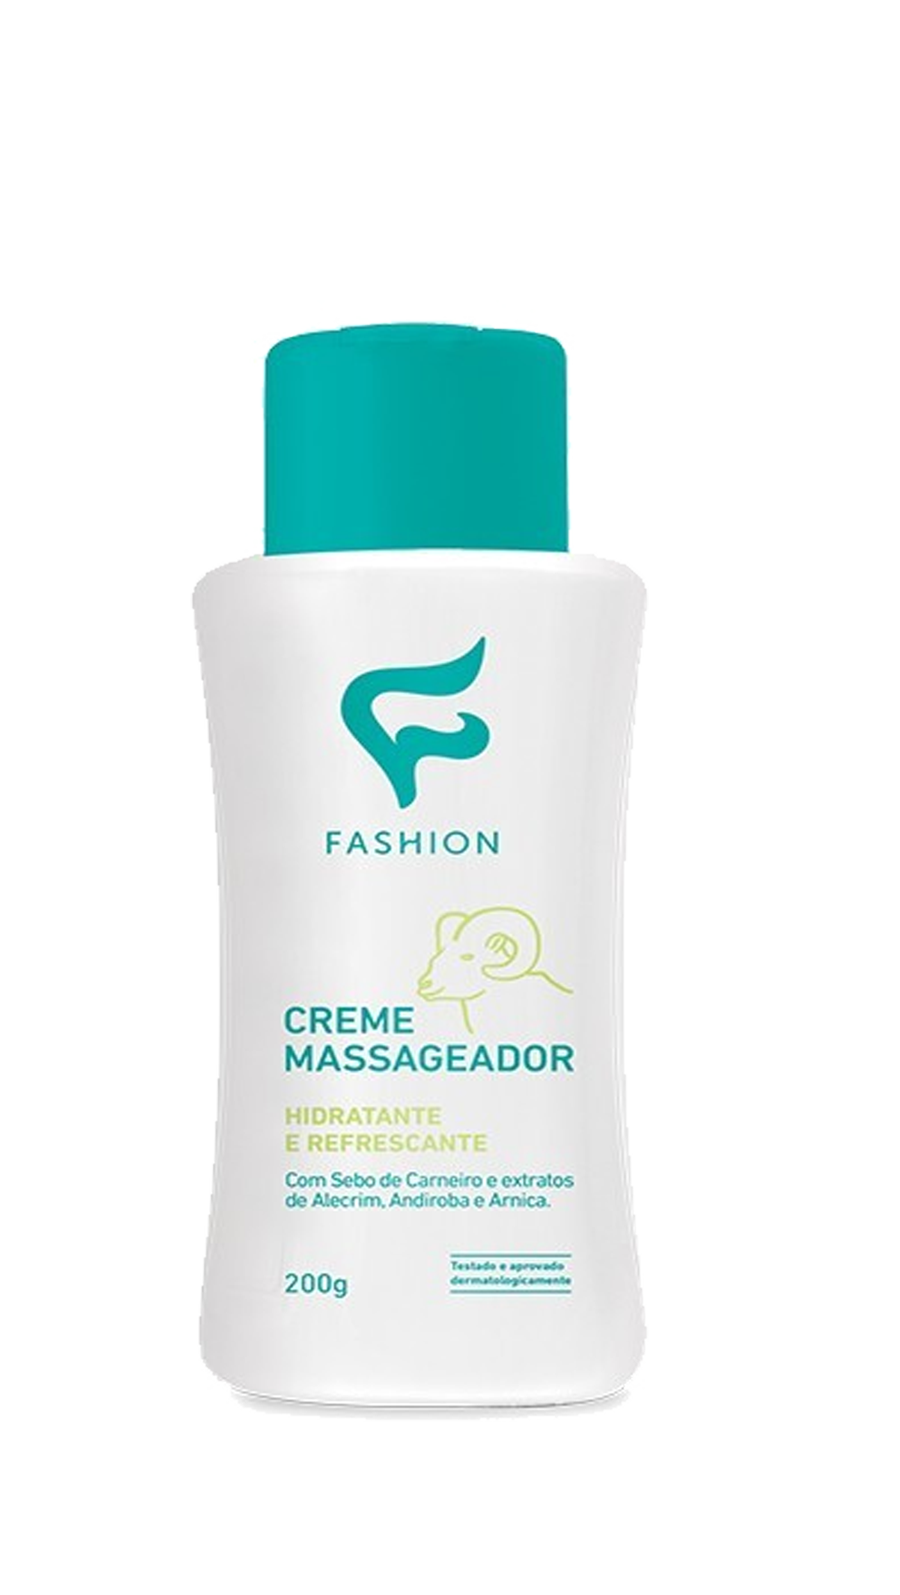 FASHION
CREME
MASSAGEADOR
HIDRATANTE
E REFRESCANTE
Com Sebo de Carneiro e extratos
de Alecrim, Andiroba e Arnica.
200g
Testado e aprovado
dermatologicamente